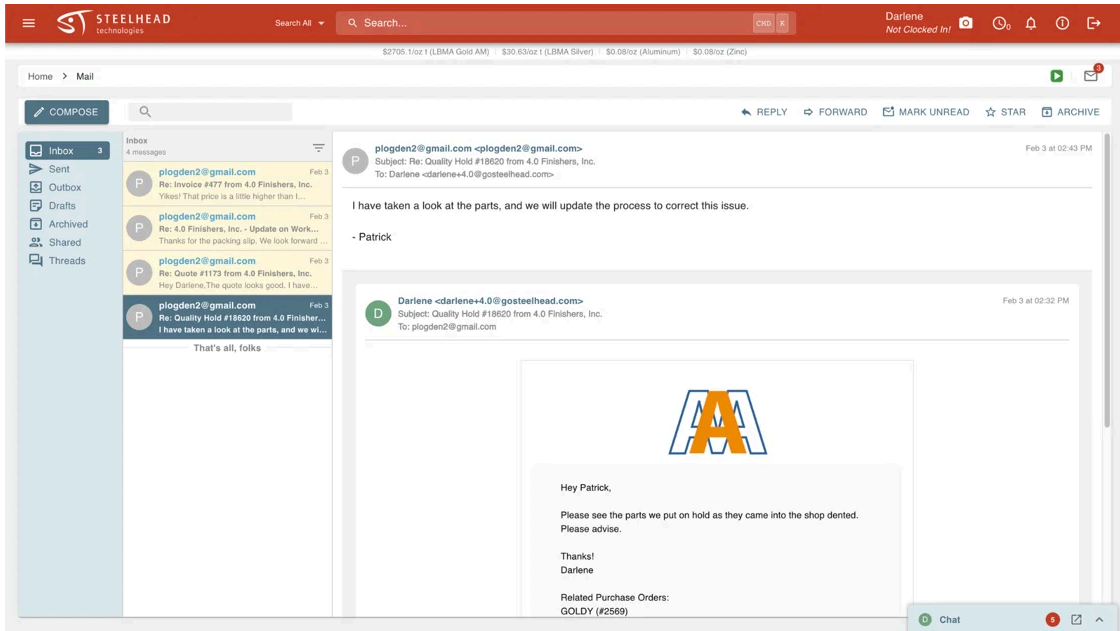 STEELHEAD
technologies
Search All
Search...
CMD K
Darlene
Not Clocked In!
0
$2705.1/oz t (LBMA Gold AM) $30.63/oz t (LBMA Silver) $0.08/oz (Aluminum) $0.08/oz (Zinc)
Home > Mail
3
COMPOSE
REPLY
FORWARD
MARK UNREAD
STAR
ARCHIVE
Inbox 3
Sent
Outbox
Drafts
Archived
Shared
Threads
Inbox
4 messages
P
plogden2@gmail.com Feb 3
Re: Invoice #477 from 4.0 Finishers, Inc.
Yikes! That price is a little higher than I...
P
plogden2@gmail.com Feb 3
Re: 4.0 Finishers, Inc. - Update on Work...
Thanks for the packing slip, We look forward ...
P
plogden2@gmail.com Feb 3
Re: Quote #1173 from 4.0 Finishers, Inc.
Hey Darlene,The quote looks good. I have...
P
plogden2@gmail.com Feb 3
Re: Quality Hold #18620 from 4.0 Finisher...
I have taken a look at the parts, and we wi...
That's all, folks
P
plogden2@gmail.com <plogden2@gmail.com> Feb 3 at 02:43 PM
Subject: Re: Quality Hold #18620 from 4.0 Finishers, Inc.
To: Darlene <darlene+4.0@gosteelhead.com>
I have taken a look at the parts, and we will update the process to correct this issue.
- Patrick
D
Darlene <darlene+4.0@gosteelhead.com> Feb 3 at 02:32 PM
Subject: Quality Hold #18620 from 4.0 Finishers, Inc.
To: plogden2@gmail.com
AAA
Hey Patrick,
Please see the parts we put on hold as they came into the shop dented.
Please advise.
Thanks!
Darlene
Related Purchase Orders:
GOLDY (#2569)
D Chat 5